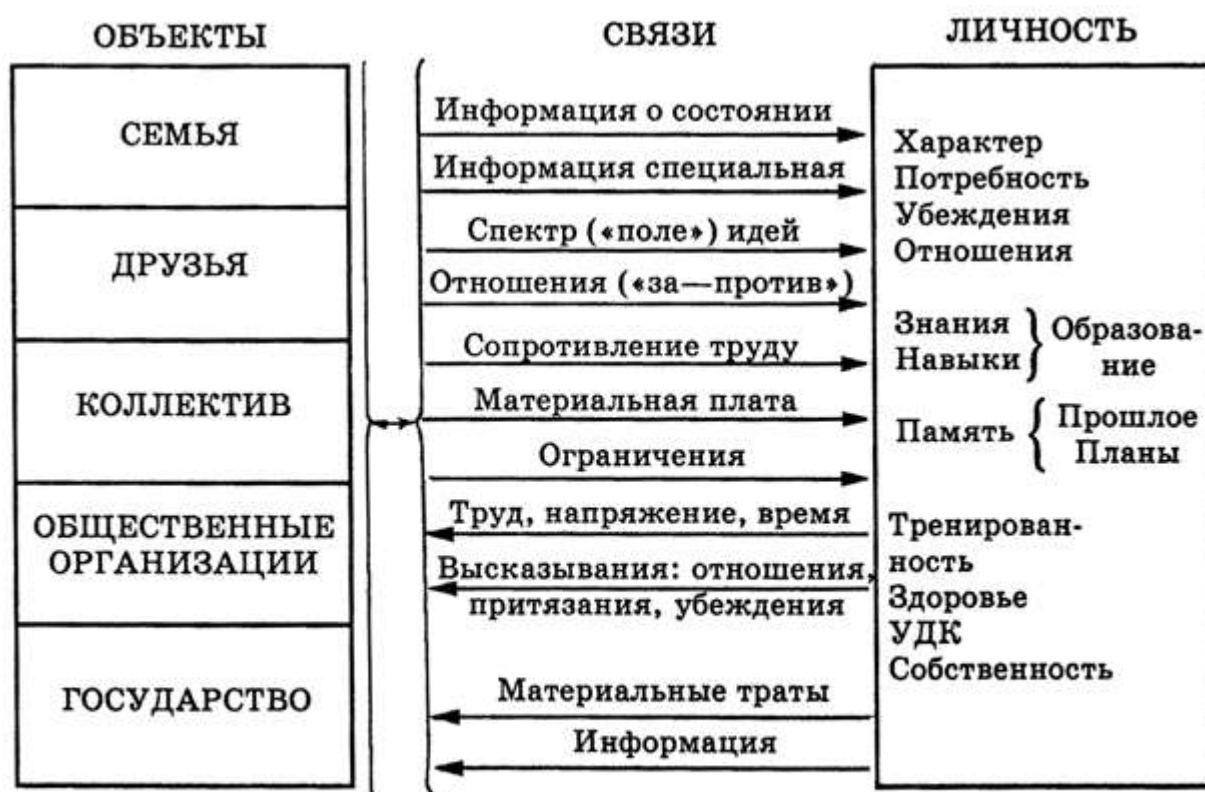 ОБЪЕКТЫ
СЕМЬЯ
ДРУЗЬЯ
КОЛЛЕКТИВ
ОБЩЕСТВЕННЫЕ
ОРГАНИЗАЦИИ
ГОСУДАРСТВО
СВЯЗИ
Информация о состоянии
Информация специальная
Спектр («поле») идей
Отношения («за—против»)
Сопротивление труду
Материальная плата
Ограничения
Труд, напряжение, время
Высказывания: отношения,
притязания, убеждения
Материальные траты
Информация
ЛИЧНОСТЬ
Характер
Потребность
Убеждения
Отношения
Знания
Навыки
Образова-
ние
Память
Прошлое
Планы
Тренирован-
ность
Здоровье
УДК
Собственность